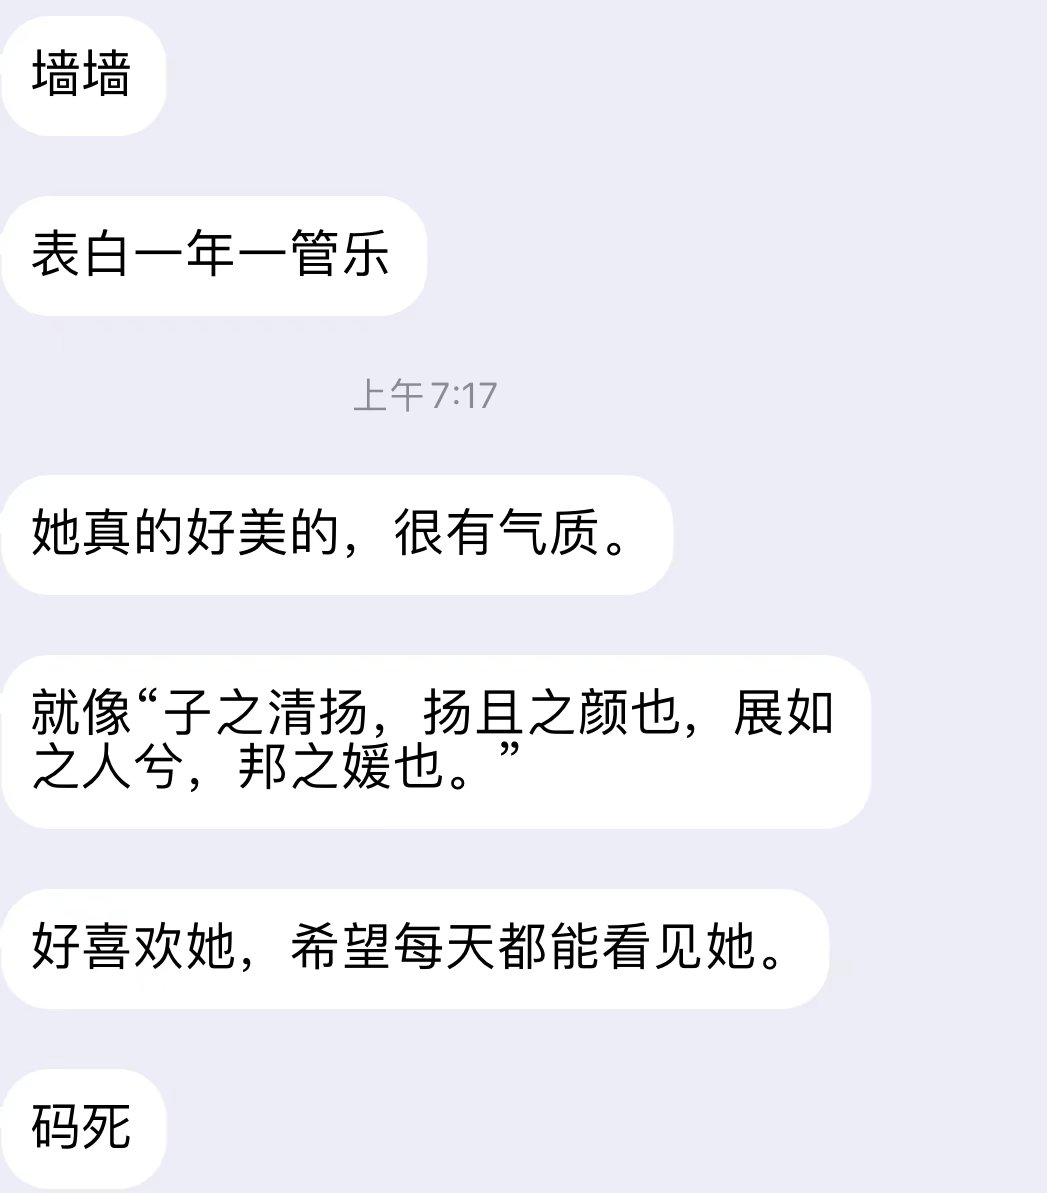 墙墙
表白一年一管乐
上午7:17
她真的好美的，很有气质。
就像“子之清扬，扬且之颜也，展如
之人兮，邦之媛也。”
好喜欢她，希望每天都能看见她。
码死